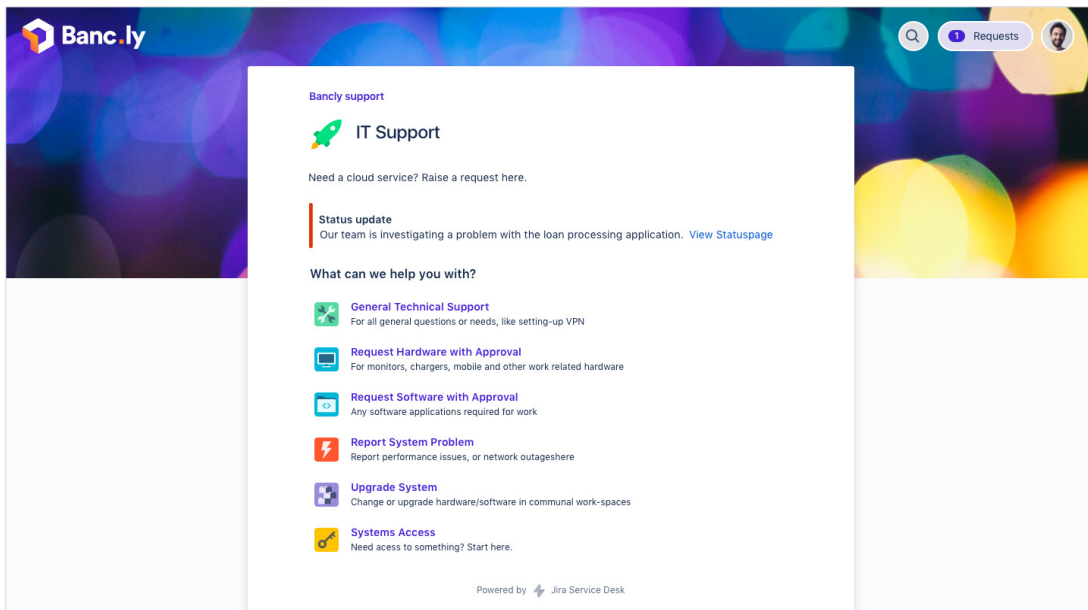 Banc.ly
1 Requests
Bancly support
IT Support
Need a cloud service? Raise a request here.
Status update
Our team is investigating a problem with the loan processing application. View Statuspage
What can we help you with?
General Technical Support
For all general questions or needs, like setting-up VPN
Request Hardware with Approval
For monitors, chargers, mobile and other work related hardware
Request Software with Approval
Any software applications required for work
Report System Problem
Report performance issues, or network outageshere
Upgrade System
Change or upgrade hardware/software in communal work-spaces
Systems Access
Need acess to something? Start here.
Powered by Jira Service Desk